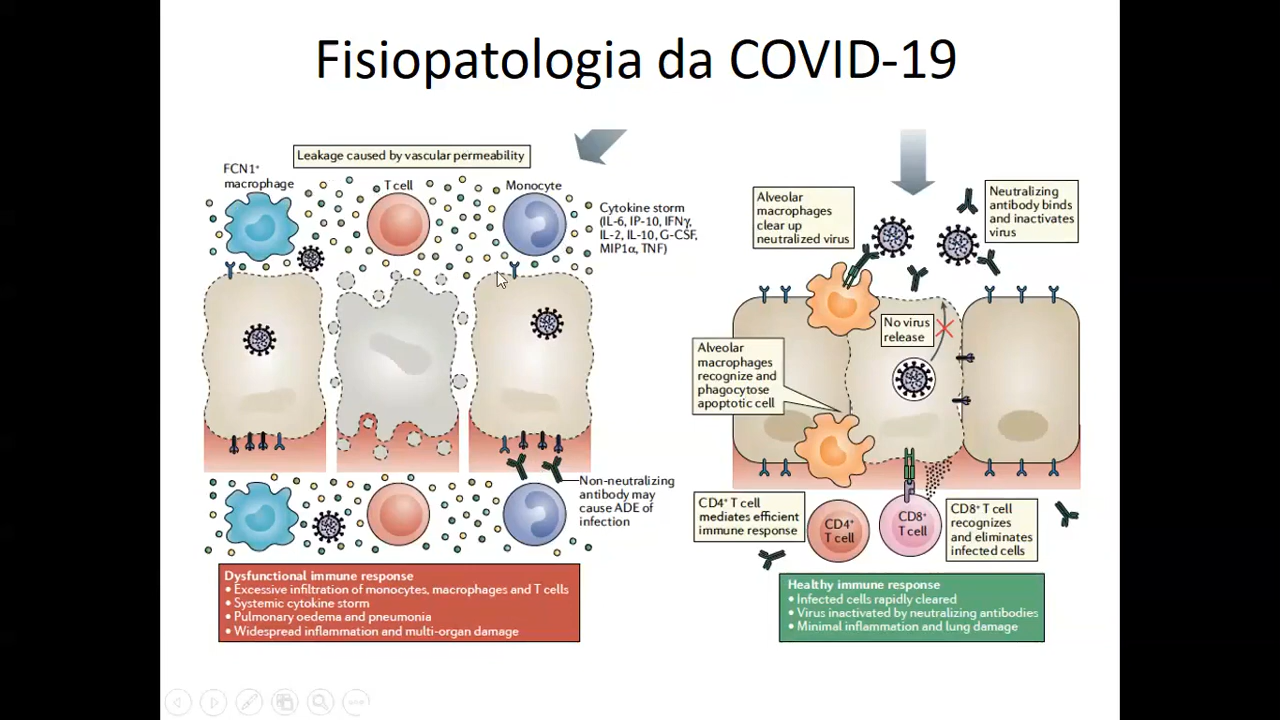 Fisiopatologia da COVID-19
Leakage caused by vascular permeability
FCN1⁺
macrophage
T cell
Monocyte
Cytokine storm
(IL-6, IP-10, IFNγ,
IL-2, IL-10, G-CSF,
MIP1α, TNF)
Non-neutralizing
antibody may
cause ADE of
infection
Dysfunctional immune response
• Excessive infiltration of monocytes, macrophages and T cells
• Systemic cytokine storm
• Pulmonary oedema and pneumonia
• Widespread inflammation and multi-organ damage
Alveolar
macrophages
clear up
neutralized virus
Neutralizing
antibody binds
and inactivates
virus
No virus
release
Alveolar
macrophages
recognize and
phagocytose
apoptotic cell
CD4⁺ T cell
mediates efficient
immune response
CD4⁺
T cell
CD8⁺
T cell
CD8⁺ T cell
recognizes
and eliminates
infected cells
Healthy immune response
• Infected cells rapidly cleared
• Virus inactivated by neutralizing antibodies
• Minimal inflammation and lung damage